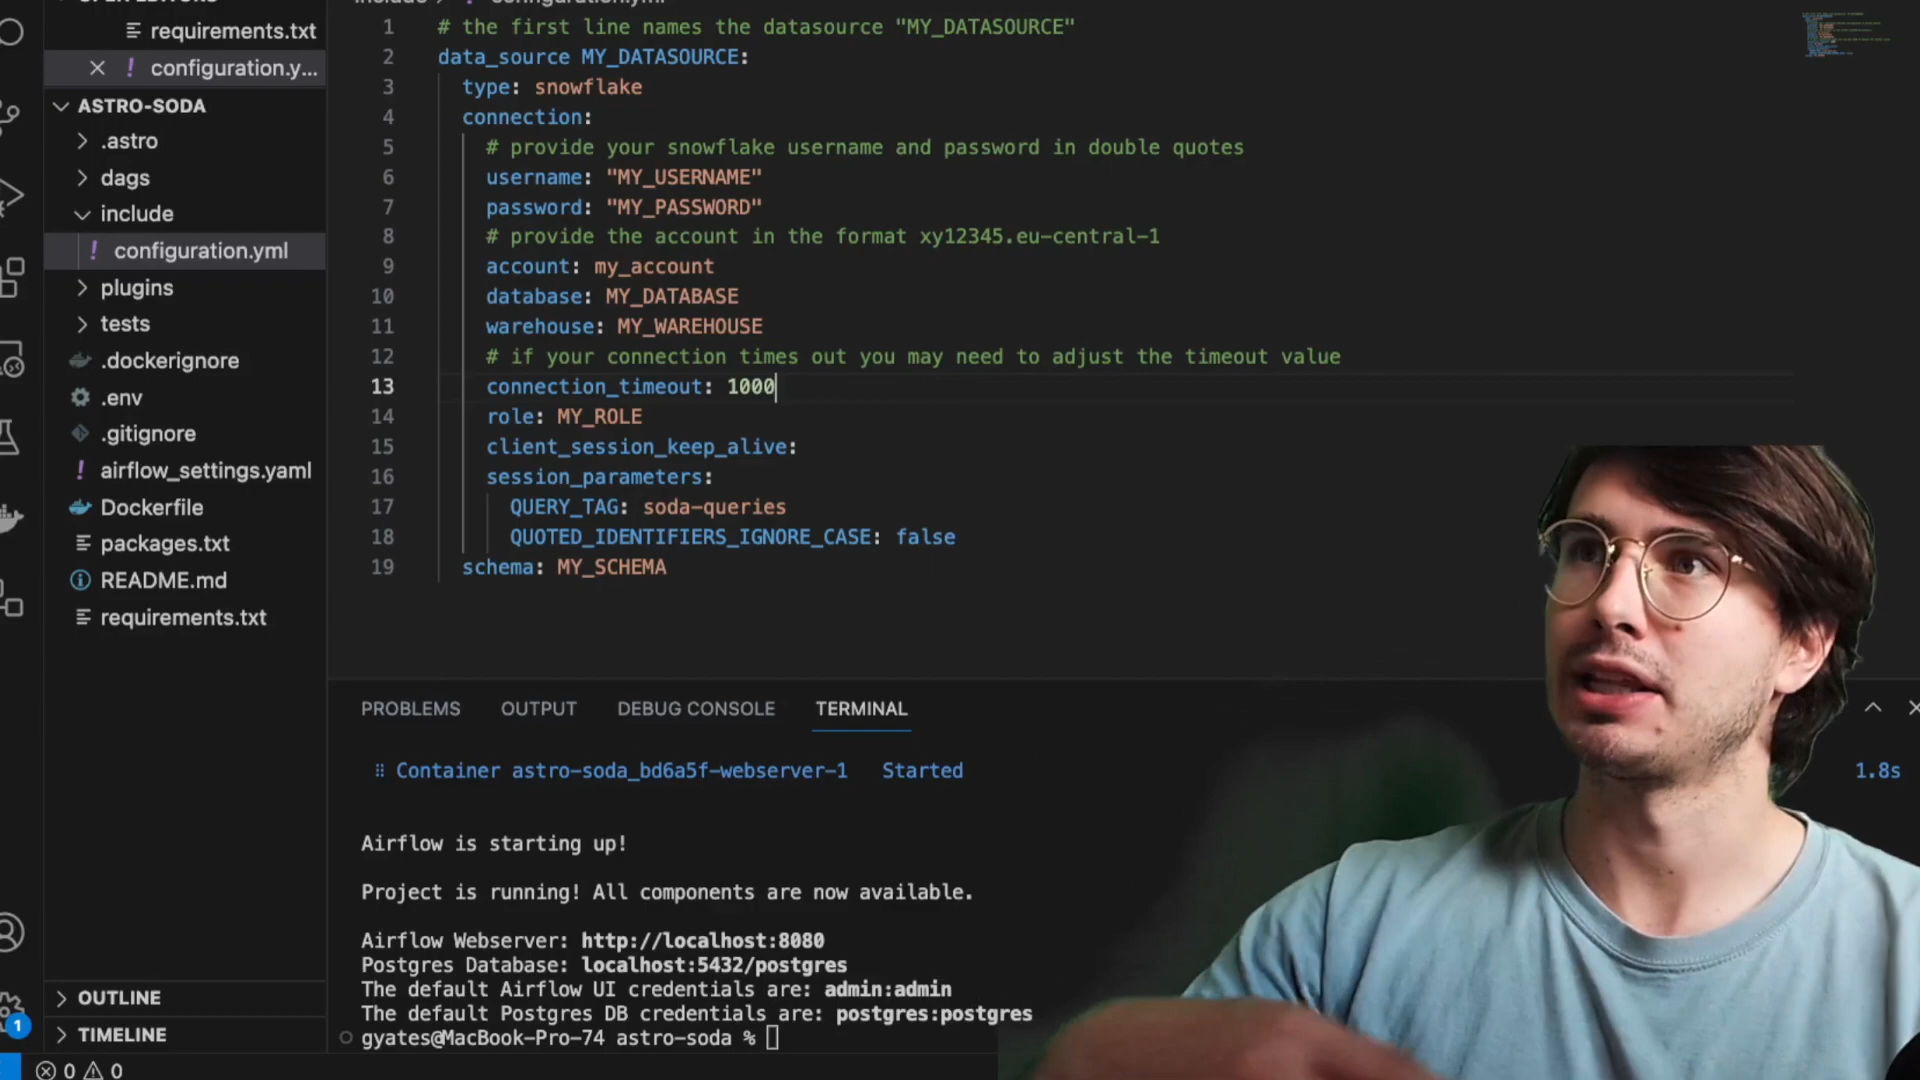 requirements.txt
configuration.y...
ASTRO-SODA
.astro
dags
include
configuration.yml
plugins
tests
.dockerignore
.env
.gitignore
airflow_settings.yaml
Dockerfile
packages.txt
README.md
requirements.txt
OUTLINE
TIMELINE
1
0 0
1 # the first line names the datasource "MY_DATASOURCE"
2 data_source MY_DATASOURCE:
3 type: snowflake
4 connection:
5 # provide your snowflake username and password in double quotes
6 username: "MY_USERNAME"
7 password: "MY_PASSWORD"
8 # provide the account in the format xy12345.eu-central-1
9 account: my_account
10 database: MY_DATABASE
11 warehouse: MY_WAREHOUSE
12 # if your connection times out you may need to adjust the timeout value
13 connection_timeout: 1000
14 role: MY_ROLE
15 client_session_keep_alive:
16 session_parameters:
17 QUERY_TAG: soda-queries
18 QUOTED_IDENTIFIERS_IGNORE_CASE: false
19 schema: MY_SCHEMA
PROBLEMS OUTPUT DEBUG CONSOLE TERMINAL
Container astro-soda_bd6a5f-webserver-1 Started 1.8s
Airflow is starting up!
Project is running! All components are now available.
Airflow Webserver: http://localhost:8080
Postgres Database: localhost:5432/postgres
The default Airflow UI credentials are: admin:admin
The default Postgres DB credentials are: postgres:postgres
gyates@MacBook-Pro-74 astro-soda %